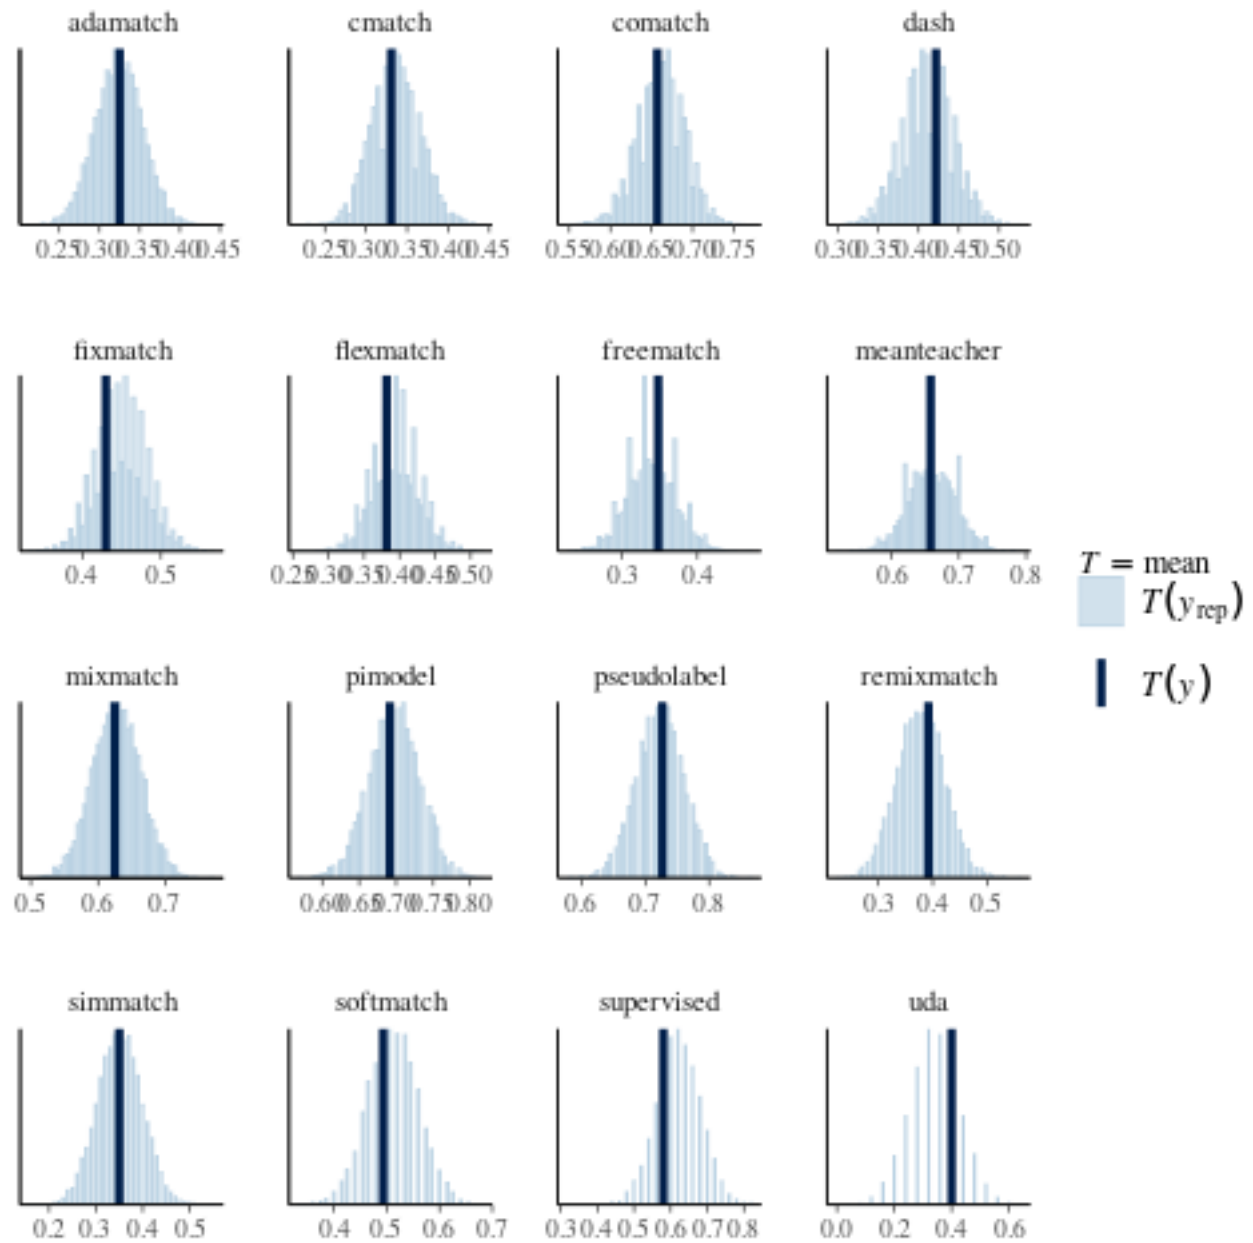 adamatch cmatch comatch dash
0.25 0.30 0.35 0.40 0.45 0.25 0.30 0.35 0.40 0.45 0.55 0.60 0.65 0.70 0.75 0.30 0.35 0.40 0.45 0.50
fixmatch flexmatch freematch meanteacher
0.4 0.5 0.25 0.30 0.35 0.40 0.45 0.50 0.3 0.4 0.6 0.7 0.8
T = mean
T(y_rep)
T(y)
mixmatch pimodel pseudolabel remixmatch
0.5 0.6 0.7 0.60 0.65 0.70 0.75 0.80 0.6 0.7 0.8 0.3 0.4 0.5
simmatch softmatch supervised uda
0.2 0.3 0.4 0.5 0.4 0.5 0.6 0.7 0.3 0.4 0.5 0.6 0.7 0.8 0.0 0.2 0.4 0.6